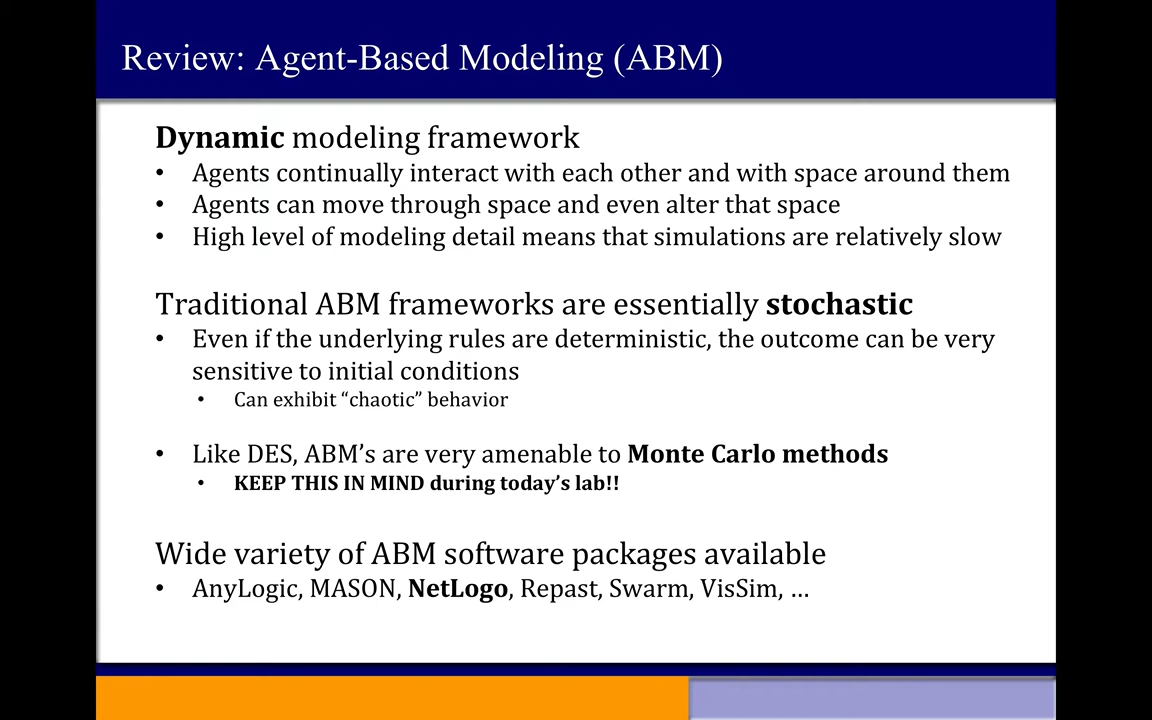 Review: Agent-Based Modeling (ABM)
Dynamic modeling framework
• Agents continually interact with each other and with space around them
• Agents can move through space and even alter that space
• High level of modeling detail means that simulations are relatively slow
Traditional ABM frameworks are essentially stochastic
• Even if the underlying rules are deterministic, the outcome can be very
sensitive to initial conditions
• Can exhibit “chaotic” behavior
• Like DES, ABM’s are very amenable to Monte Carlo methods
• KEEP THIS IN MIND during today’s lab!!
Wide variety of ABM software packages available
• AnyLogic, MASON, NetLogo, Repast, Swarm, VisSim, …